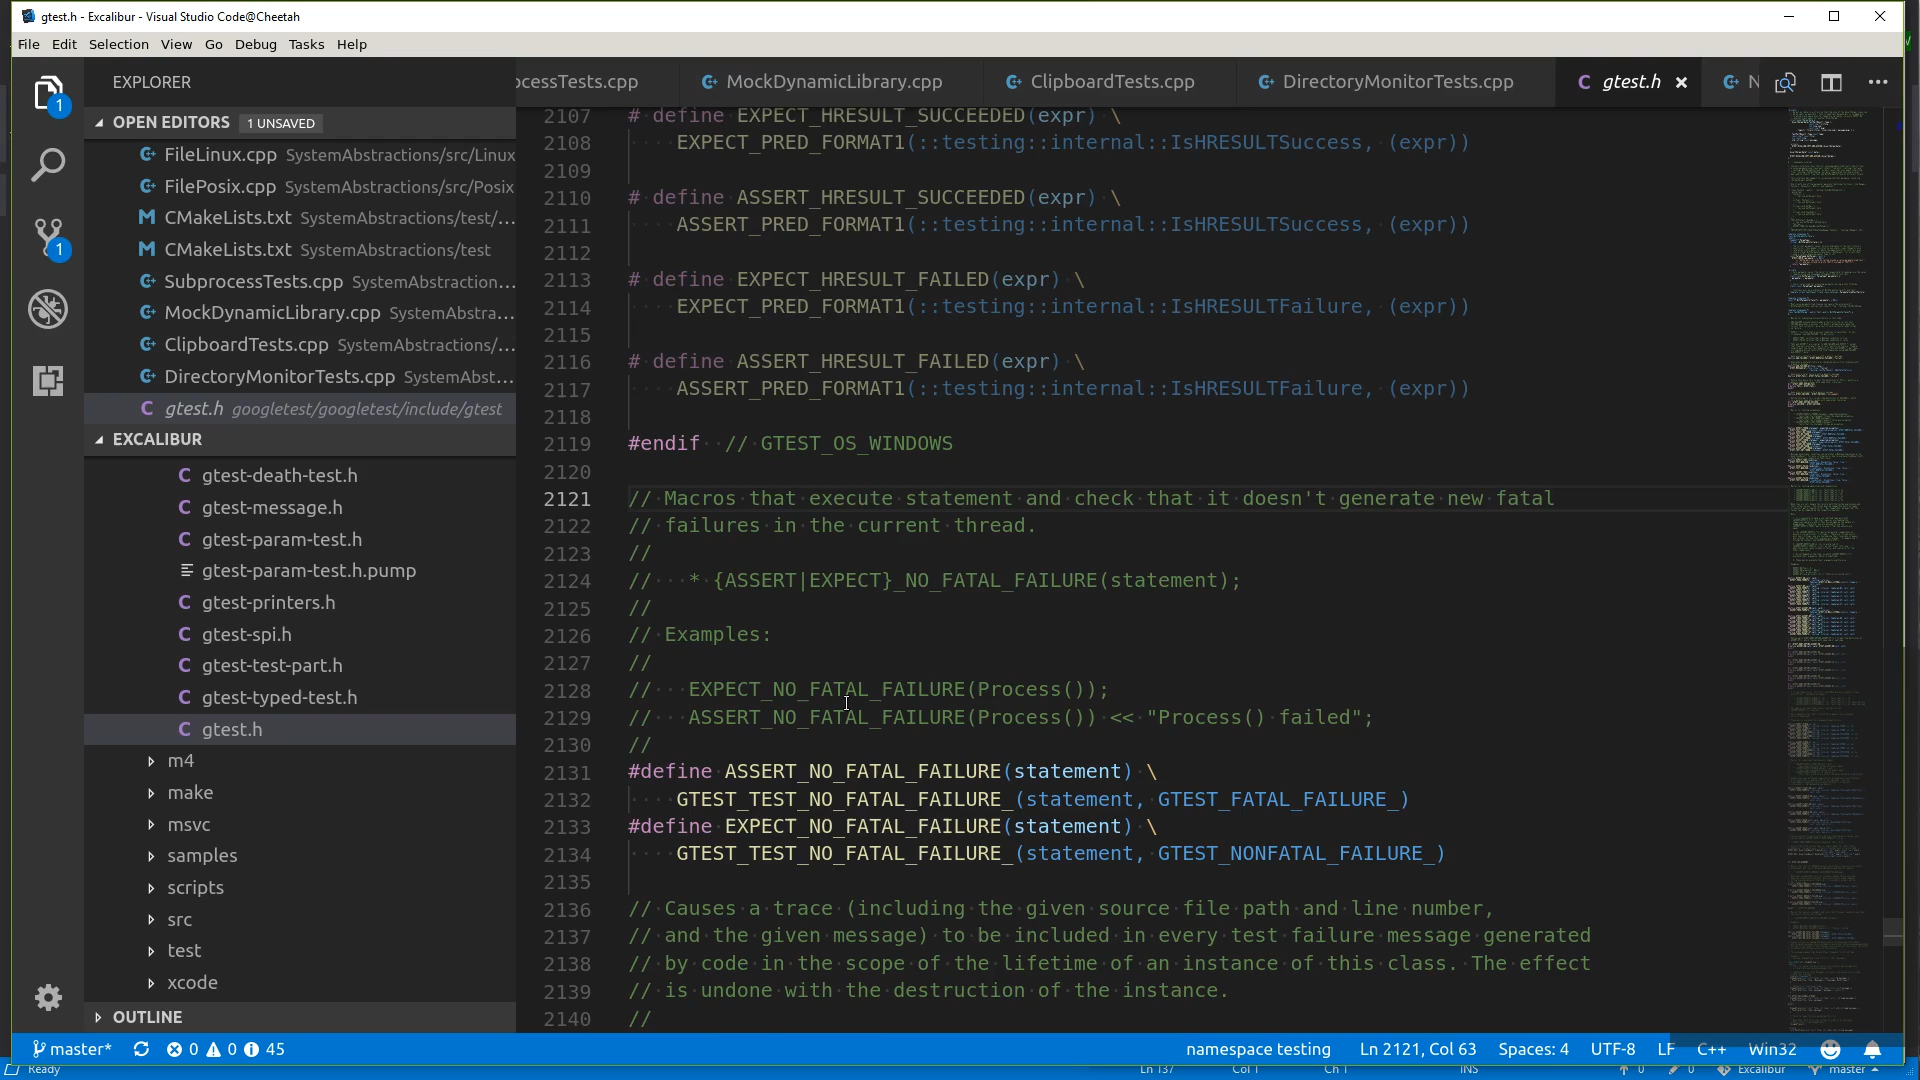 gtest.h - Excalibur - Visual Studio Code@Cheetah
File Edit Selection View Go Debug Tasks Help
EXPLORER
OPEN EDITORS 1 UNSAVED
FileLinux.cpp SystemAbstractions/src/Linux
FilePosix.cpp SystemAbstractions/src/Posix
CMakeLists.txt SystemAbstractions/test/...
CMakeLists.txt SystemAbstractions/test
SubprocessTests.cpp SystemAbstraction...
MockDynamicLibrary.cpp SystemAbstra...
ClipboardTests.cpp SystemAbstractions/...
DirectoryMonitorTests.cpp SystemAbst...
gtest.h googletest/googletest/include/gtest
EXCALIBUR
gtest-death-test.h
gtest-message.h
gtest-param-test.h
gtest-param-test.h.pump
gtest-printers.h
gtest-spi.h
gtest-test-part.h
gtest-typed-test.h
gtest.h
m4
make
msvc
samples
scripts
src
test
xcode
OUTLINE
ocessTests.cpp MockDynamicLibrary.cpp ClipboardTests.cpp DirectoryMonitorTests.cpp gtest.h N
2107 # define EXPECT_HRESULT_SUCCEEDED(expr) \
2108 EXPECT_PRED_FORMAT1(::testing::internal::IsHRESULTSuccess, (expr))
2109
2110 # define ASSERT_HRESULT_SUCCEEDED(expr) \
2111 ASSERT_PRED_FORMAT1(::testing::internal::IsHRESULTSuccess, (expr))
2112
2113 # define EXPECT_HRESULT_FAILED(expr) \
2114 EXPECT_PRED_FORMAT1(::testing::internal::IsHRESULTFailure, (expr))
2115
2116 # define ASSERT_HRESULT_FAILED(expr) \
2117 ASSERT_PRED_FORMAT1(::testing::internal::IsHRESULTFailure, (expr))
2118
2119 #endif // GTEST_OS_WINDOWS
2120
2121 // Macros that execute statement and check that it doesn't generate new fatal
2122 // failures in the current thread.
2123 //
2124 // * {ASSERT|EXPECT}_NO_FATAL_FAILURE(statement);
2125 //
2126 // Examples:
2127 //
2128 // EXPECT_NO_FATAL_FAILURE(Process());
2129 // ASSERT_NO_FATAL_FAILURE(Process()) << "Process() failed";
2130 //
2131 #define ASSERT_NO_FATAL_FAILURE(statement) \
2132 GTEST_TEST_NO_FATAL_FAILURE_(statement, GTEST_FATAL_FAILURE_)
2133 #define EXPECT_NO_FATAL_FAILURE(statement) \
2134 GTEST_TEST_NO_FATAL_FAILURE_(statement, GTEST_NONFATAL_FAILURE_)
2135
2136 // Causes a trace (including the given source file path and line number,
2137 // and the given message) to be included in every test failure message generated
2138 // by code in the scope of the lifetime of an instance of this class. The effect
2139 // is undone with the destruction of the instance.
2140 //
master* 0 0 45 namespace testing Ln 2121, Col 63 Spaces: 4 UTF-8 LF C++ Win32
Ready Ln 137 Col 1 Ch 1 INS 0 0 Excalibur master